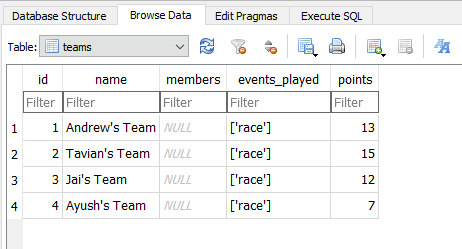 Database Structure Browse Data Edit Pragmas Execute SQL
Table: teams
id name members events_played points
Filter Filter Filter Filter Filter
1 1 Andrew's Team NULL ['race'] 13
2 2 Tavian's Team NULL ['race'] 15
3 3 Jai's Team NULL ['race'] 12
4 4 Ayush's Team NULL ['race'] 7